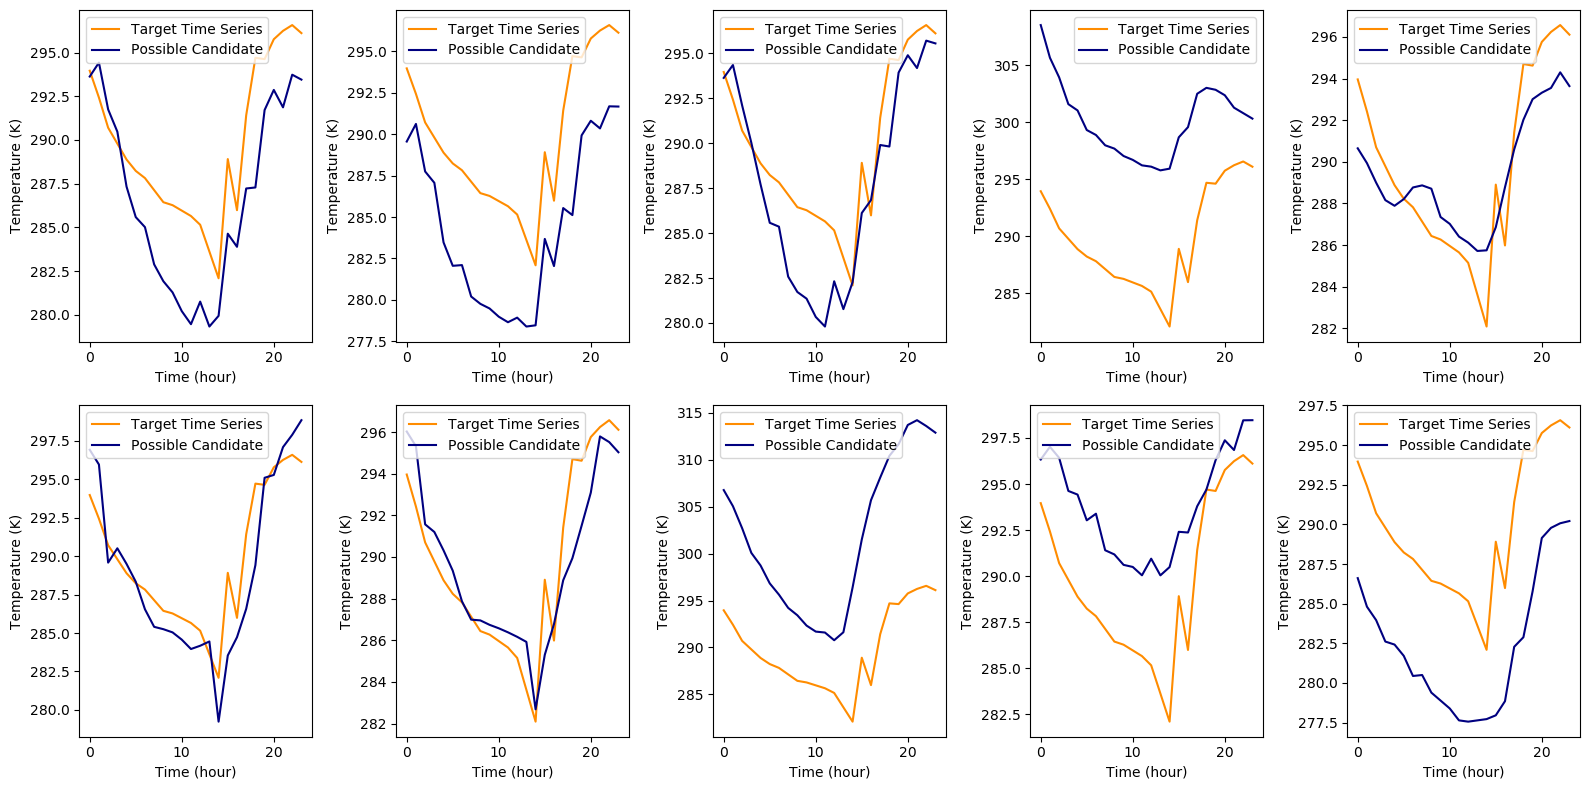 Target Time Series
Possible Candidate
295.0
292.5
290.0
287.5
285.0
282.5
280.0
Temperature (K)
0 10 20
Time (hour)
Target Time Series
Possible Candidate
295.0
292.5
290.0
287.5
285.0
282.5
280.0
277.5
Temperature (K)
0 10 20
Time (hour)
Target Time Series
Possible Candidate
295.0
292.5
290.0
287.5
285.0
282.5
280.0
Temperature (K)
0 10 20
Time (hour)
Target Time Series
Possible Candidate
305
300
295
290
285
Temperature (K)
0 10 20
Time (hour)
Target Time Series
Possible Candidate
296
294
292
290
288
286
284
282
Temperature (K)
0 10 20
Time (hour)
Target Time Series
Possible Candidate
297.5
295.0
292.5
290.0
287.5
285.0
282.5
280.0
Temperature (K)
0 10 20
Time (hour)
Target Time Series
Possible Candidate
296
294
292
290
288
286
284
282
Temperature (K)
0 10 20
Time (hour)
Target Time Series
Possible Candidate
315
310
305
300
295
290
285
Temperature (K)
0 10 20
Time (hour)
Target Time Series
Possible Candidate
297.5
295.0
292.5
290.0
287.5
285.0
282.5
Temperature (K)
0 10 20
Time (hour)
Target Time Series
Possible Candidate
297.5
295.0
292.5
290.0
287.5
285.0
282.5
280.0
277.5
Temperature (K)
0 10 20
Time (hour)